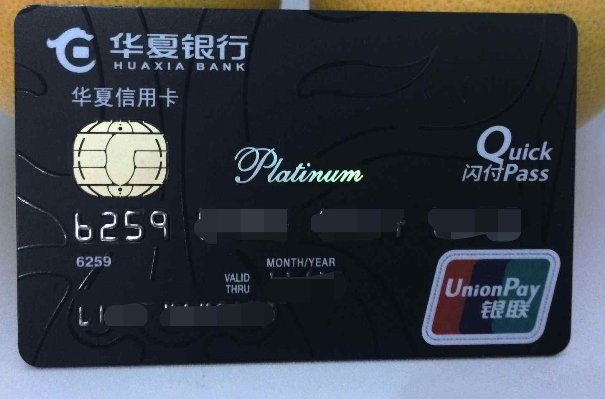 华夏银行
HUAXIA BANK
华夏信用卡
Platinum
Quick
闪付Pass
6259
6259
MONTH/YEAR
VALID
THRU
UnionPay
银联